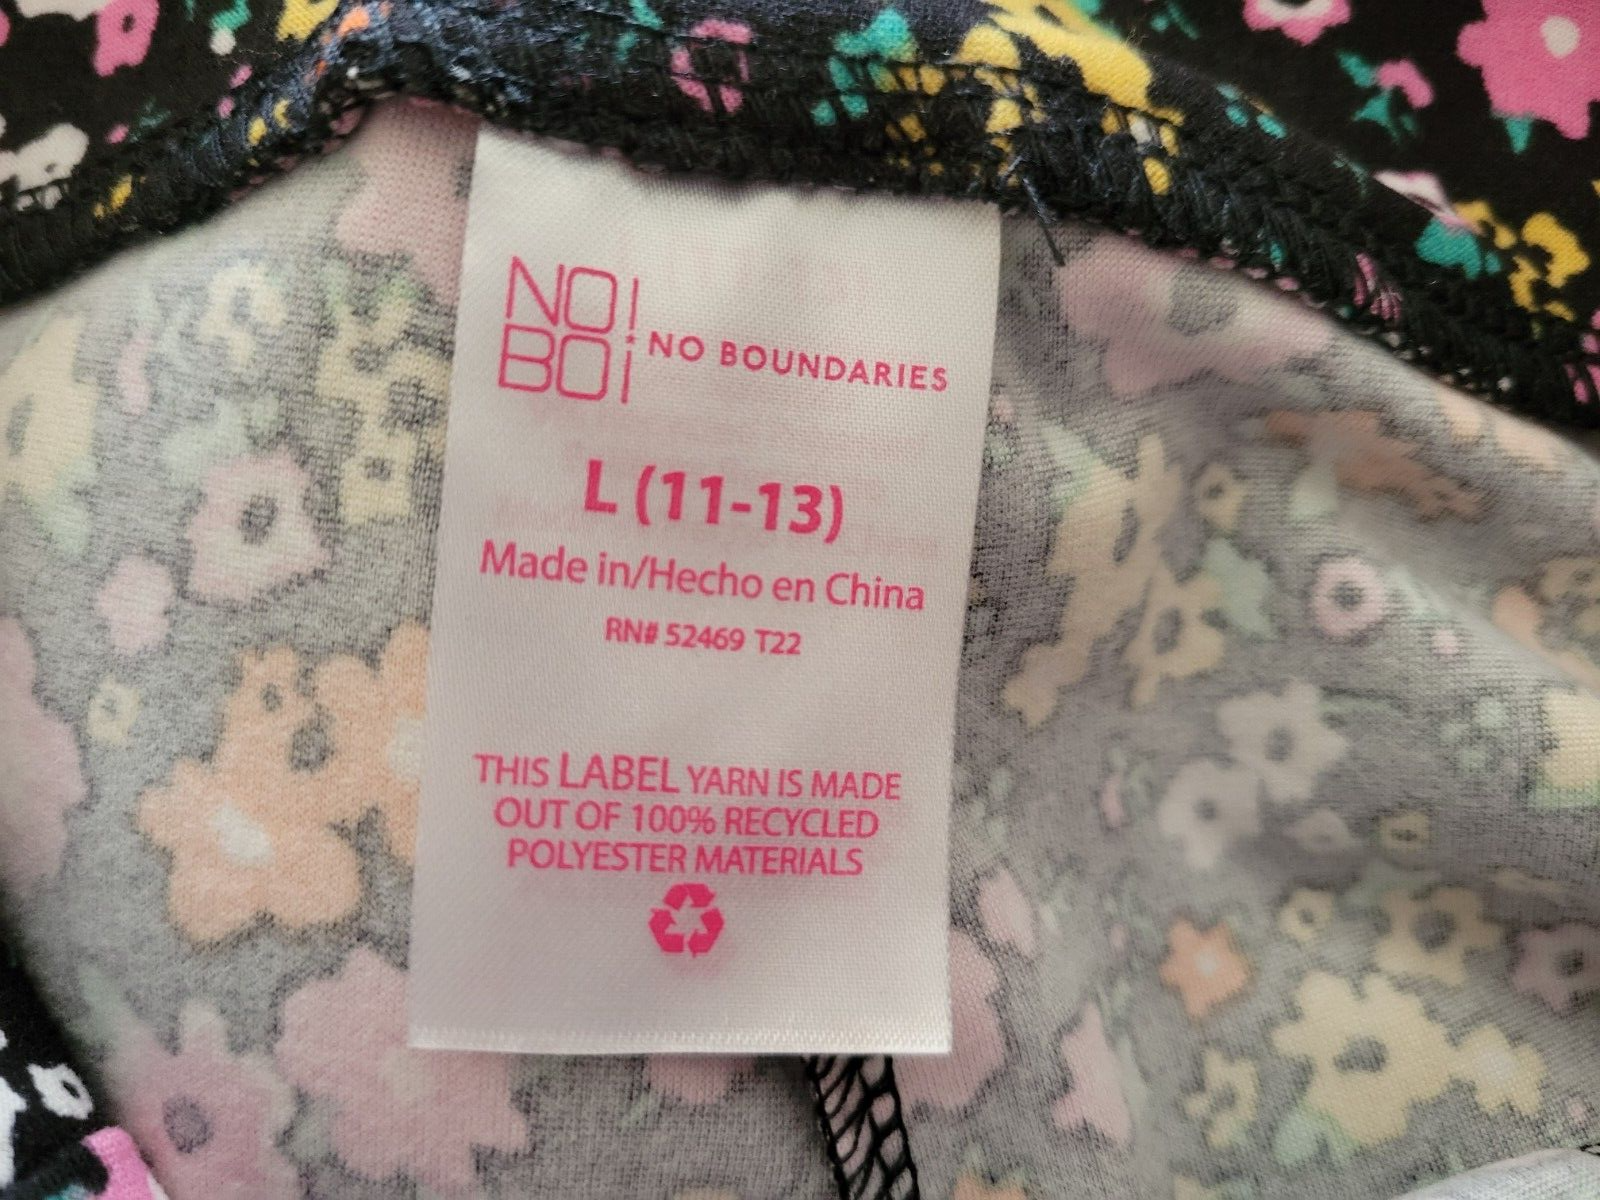 NO!
BO¡
NO BOUNDARIES
L (11-13)
Made in/Hecho en China
RN# 52469 T22
THIS LABEL YARN IS MADE
OUT OF 100% RECYCLED
POLYESTER MATERIALS